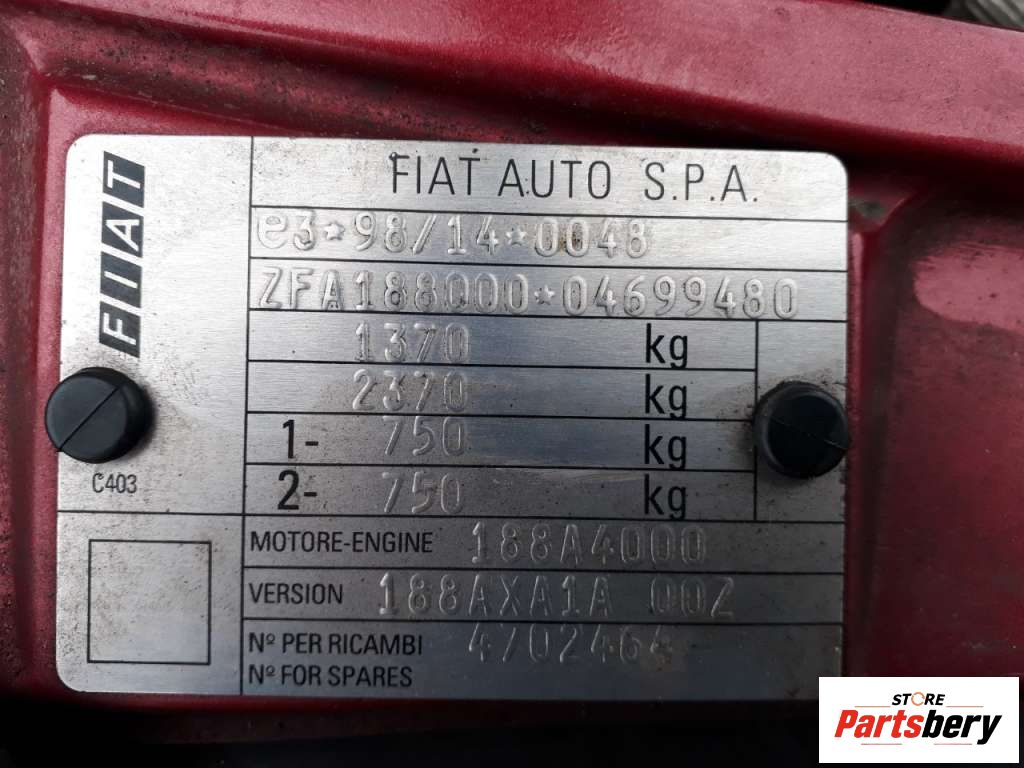 FIAT
FIAT AUTO S.P.A.
e3*98/14*0048
ZFA188000*04699480
1370 kg
2370 kg
1- 750 kg
2- 750 kg
C403
MOTORE-ENGINE 188A4000
VERSION 188AXA1A 00Z
Nº PER RICAMBI 4702464
Nº FOR SPARES
STORE
Partsbery